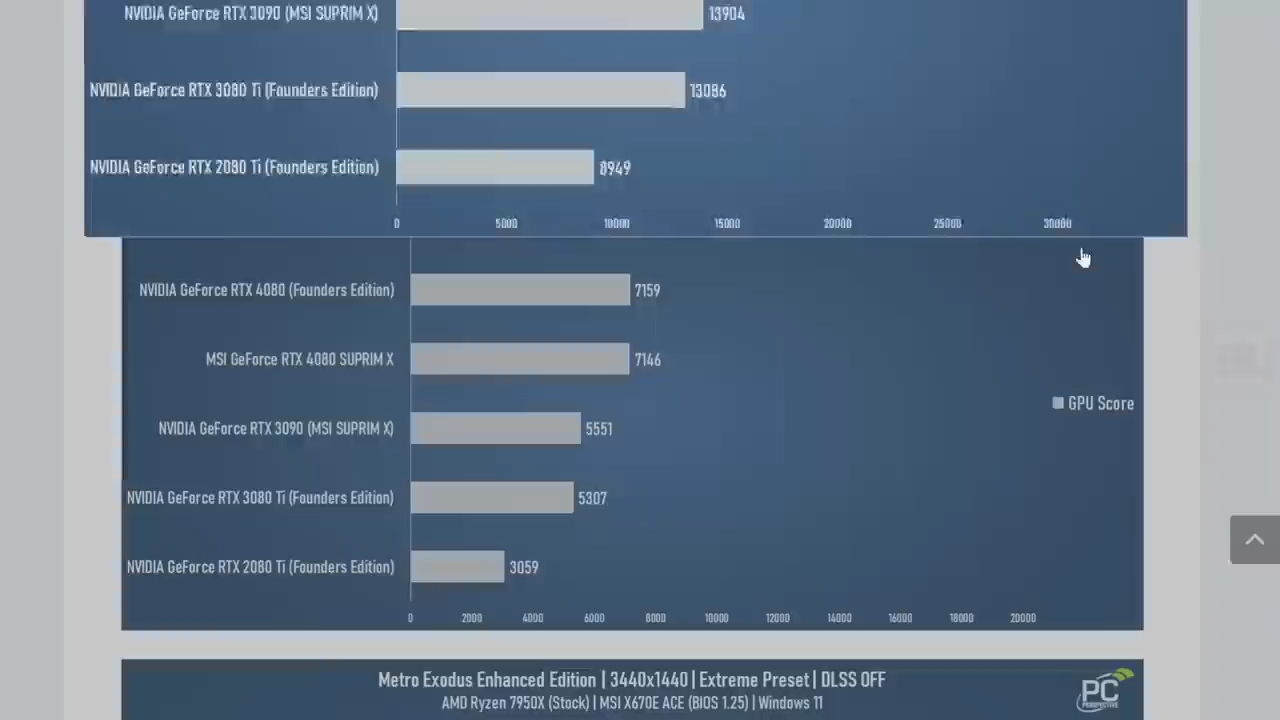 NVIDIA GeForce RTX 3090 (MSI SUPRIM X) 13904
NVIDIA GeForce RTX 3080 Ti (Founders Edition) 13086
NVIDIA GeForce RTX 2080 Ti (Founders Edition) 8949
0 5000 10000 15000 20000 25000 30000
NVIDIA GeForce RTX 4080 (Founders Edition) 7159
MSI GeForce RTX 4080 SUPRIM X 7146
GPU Score
NVIDIA GeForce RTX 3090 (MSI SUPRIM X) 5551
NVIDIA GeForce RTX 3080 Ti (Founders Edition) 5307
NVIDIA GeForce RTX 2080 Ti (Founders Edition) 3059
0 2000 4000 6000 8000 10000 12000 14000 16000 18000 20000
Metro Exodus Enhanced Edition | 3440x1440 | Extreme Preset | DLSS OFF
AMD Ryzen 7950X (Stock) | MSI X670E ACE (BIOS 1.25) | Windows 11
PC
PERSPECTIVE